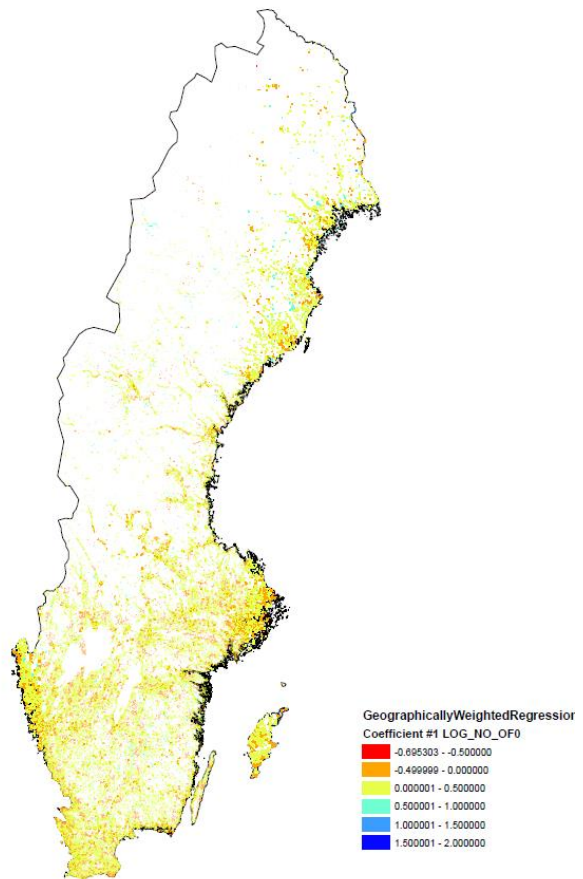 GeographicallyWeightedRegression
Coefficient #1 LOG_NO_OF0
-0.695303 - -0.500000
-0.499999 - 0.000000
0.000001 - 0.500000
0.500001 - 1.000000
1.000001 - 1.500000
1.500001 - 2.000000